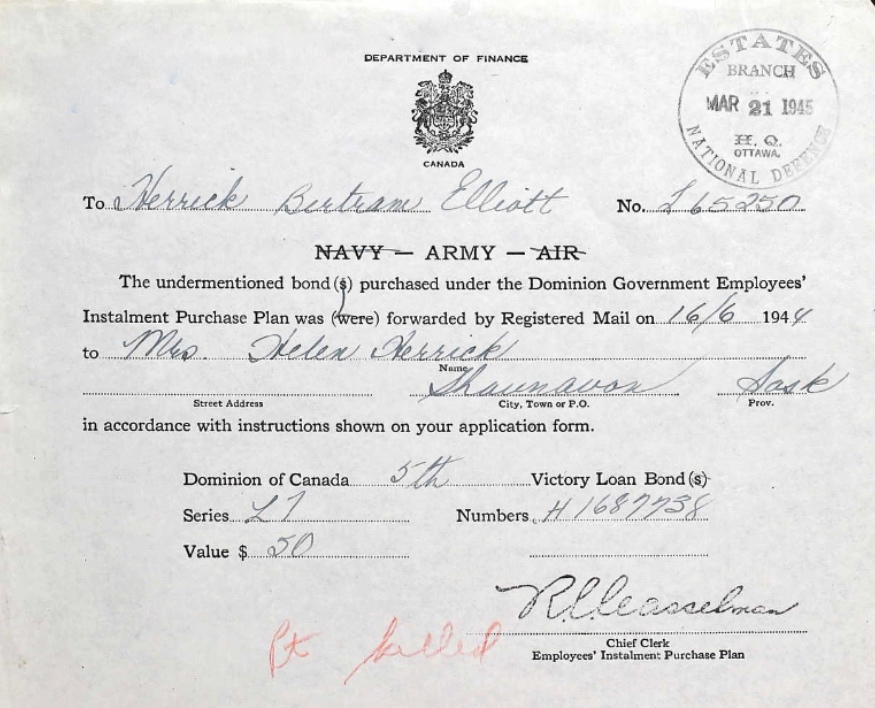 DEPARTMENT OF FINANCE
CANADA
ESTATES
BRANCH
MAR 21 1945
H. Q.
OTTAWA.
NATIONAL DEFENCE
To Herrick Bertram Elliott No. L65250
NAVY — ARMY — AIR
The undermentioned bond(s) purchased under the Dominion Government Employees'
Instalment Purchase Plan was (were) forwarded by Registered Mail on 16/6 1944
to Mrs. Helen Herrick
Name
Shaunavon Sask
Street Address City, Town or P.O. Prov.
in accordance with instructions shown on your application form.
Dominion of Canada 5th Victory Loan Bond(s)
Series L7 Numbers H1687738
Value $ 50
Chief Clerk
Employees' Instalment Purchase Plan
killed